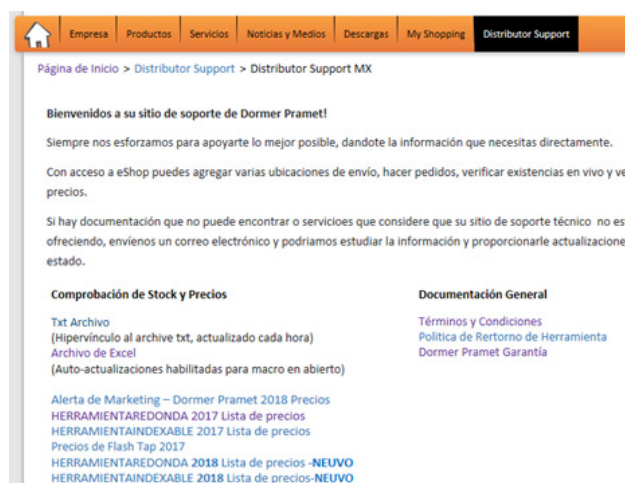 Empresa Productos Servicios Noticias y Medios Descargas My Shopping Distributor Support
Página de Inicio > Distributor Support > Distributor Support MX
Bienvenidos a su sitio de soporte de Dormer Pramet!
Siempre nos esforzamos para apoyarte lo mejor posible, dandote la información que necesitas directamente.
Con acceso a eShop puedes agregar varias ubicaciones de envío, hacer pedidos, verificar existencias en vivo y ve
precios.
Si hay documentación que no puede encontrar o servicioes que considere que su sitio de soporte técnico no es
ofreciendo, envíenos un correo electrónico y podriamos estudiar la información y proporcionarle actualizacione
estado.
Comprobación de Stock y Precios
Txt Archivo
(Hipervínculo al archive txt, actualizado cada hora)
Archivo de Excel
(Auto-actualizaciones habilitadas para macro en abierto)
Alerta de Marketing – Dormer Pramet 2018 Precios
HERRAMIENTAREDONDA 2017 Lista de precios
HERRAMIENTAINDEXABLE 2017 Lista de precios
Precios de Flash Tap 2017
HERRAMIENTAREDONDA 2018 Lista de precios -NEUVO
HERRAMIENTAINDEXABLE 2018 Lista de precios-NEUVO
Documentación General
Términos y Condiciones
Politica de Rertorno de Herramienta
Dormer Pramet Garantía